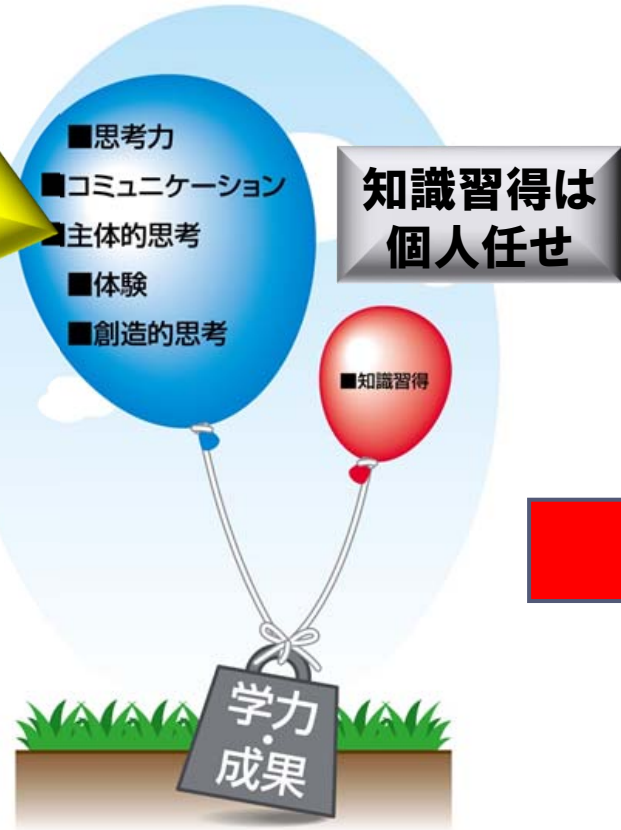 ■思考力
■コミュニケーション
■主体的思考
■体験
■創造的思考
知識習得は
個人任せ
■知識習得
学力
・
成果